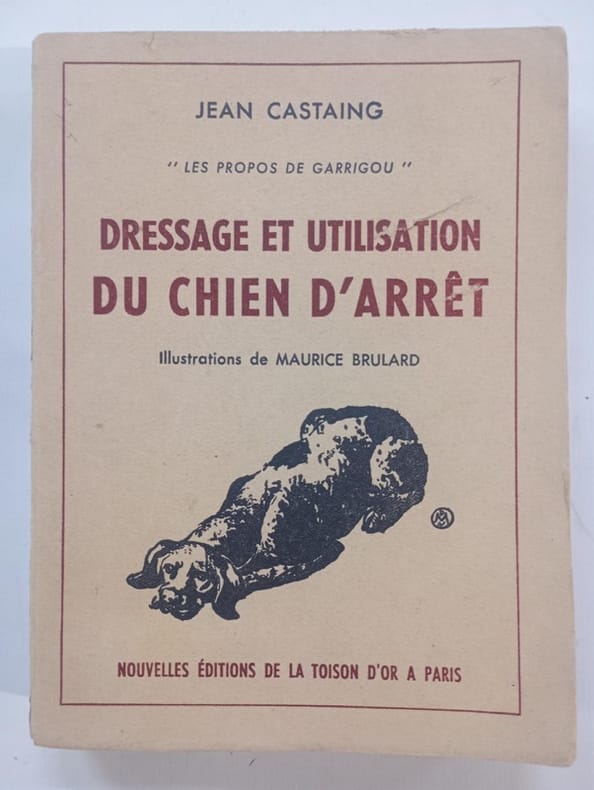 JEAN CASTAING
" LES PROPOS DE GARRIGOU "
DRESSAGE ET UTILISATION
DU CHIEN D'ARRÊT
Illustrations de MAURICE BRULARD
NOUVELLES ÉDITIONS DE LA TOISON D'OR A PARIS